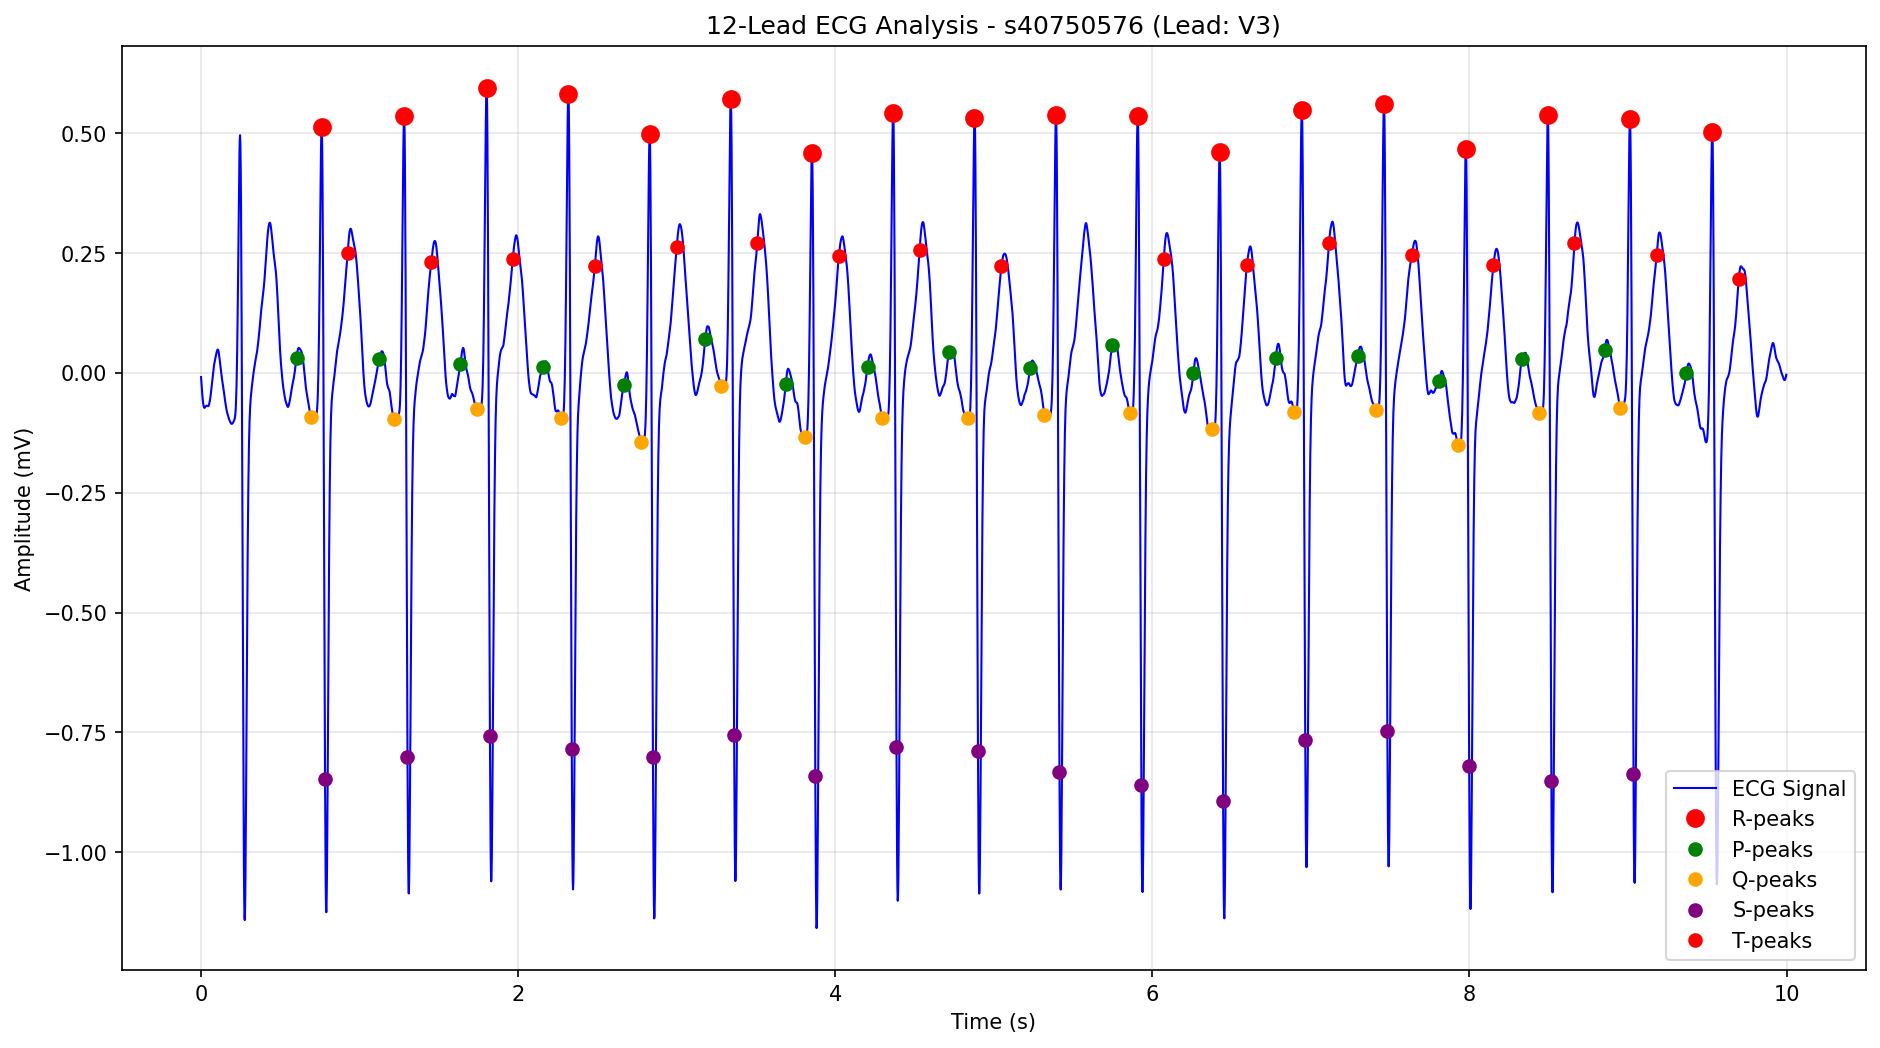 12-Lead ECG Analysis - s40750576 (Lead: V3)
0.50
0.25
0.00
−0.25
−0.50
−0.75
−1.00
Amplitude (mV)
ECG Signal
R-peaks
P-peaks
Q-peaks
S-peaks
T-peaks
0 2 4 6 8 10
Time (s)